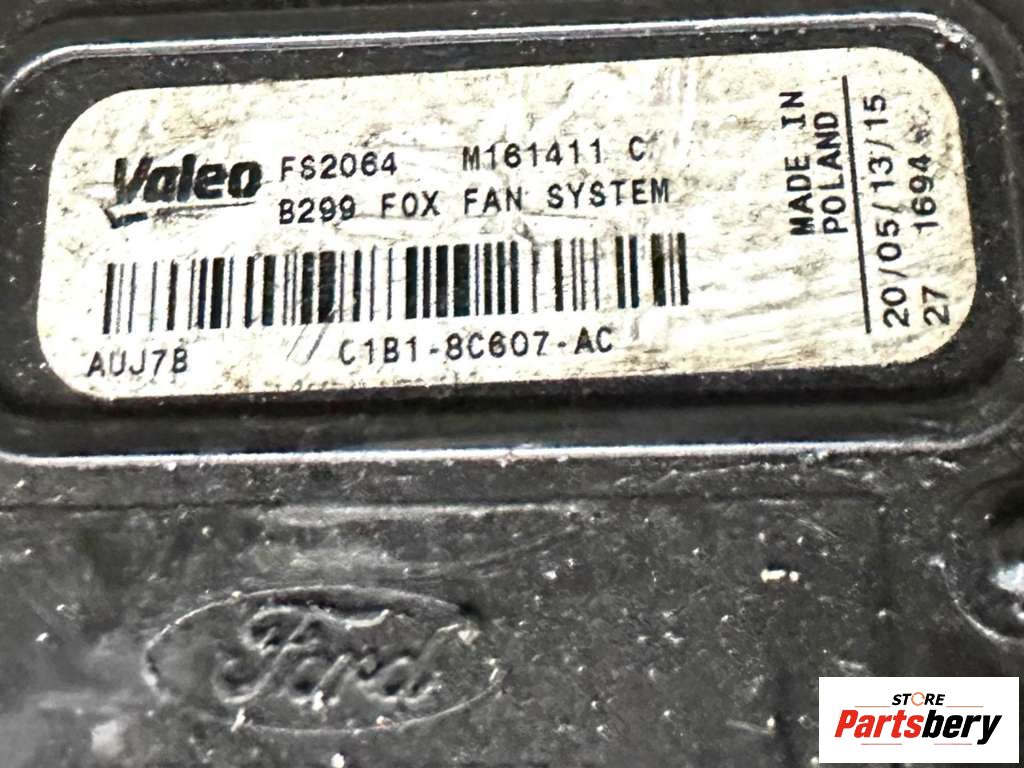 Valeo FS2064 M161411 C
B299 FOX FAN SYSTEM
AUJ7B C1B1-8C607-AC
MADE IN
POLAND
20/05/13/15
27 1694
Ford
STORE
Partsbery